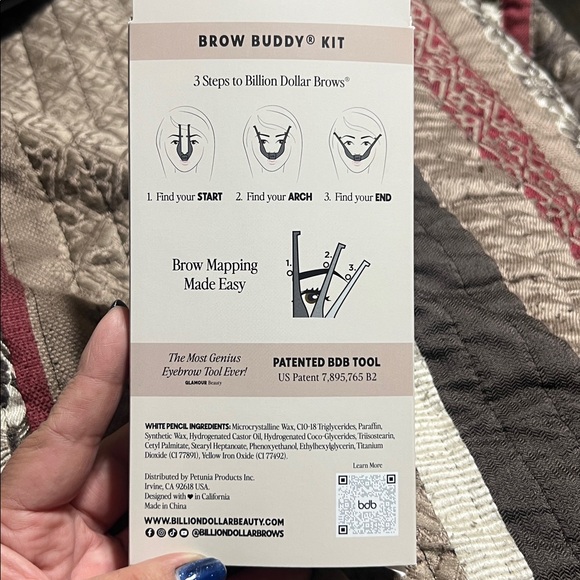 BROW BUDDY® KIT
3 Steps to Billion Dollar Brows®
1. Find your START 2. Find your ARCH 3. Find your END
Brow Mapping
Made Easy
1.
2.
3.
The Most Genius
Eyebrow Tool Ever!
GLAMOUR Beauty
PATENTED BDB TOOL
US Patent 7,895,765 B2
WHITE PENCIL INGREDIENTS: Microcrystalline Wax, C10-18 Triglycerides, Paraffin,
Synthetic Wax, Hydrogenated Castor Oil, Hydrogenated Coco-Glycerides, Triisostearin,
Cetyl Palmitate, Stearyl Heptanoate, Phenoxyethanol, Ethylhexylglycerin, Titanium
Dioxide (CI 77891), Yellow Iron Oxide (CI 77492).
Learn More
bdb
Distributed by Petunia Products Inc.
Irvine, CA 92618 USA.
Designed with ♥ in California
Made in China
WWW.BILLIONDOLLARBEAUTY.COM
@BILLIONDOLLARBROWS